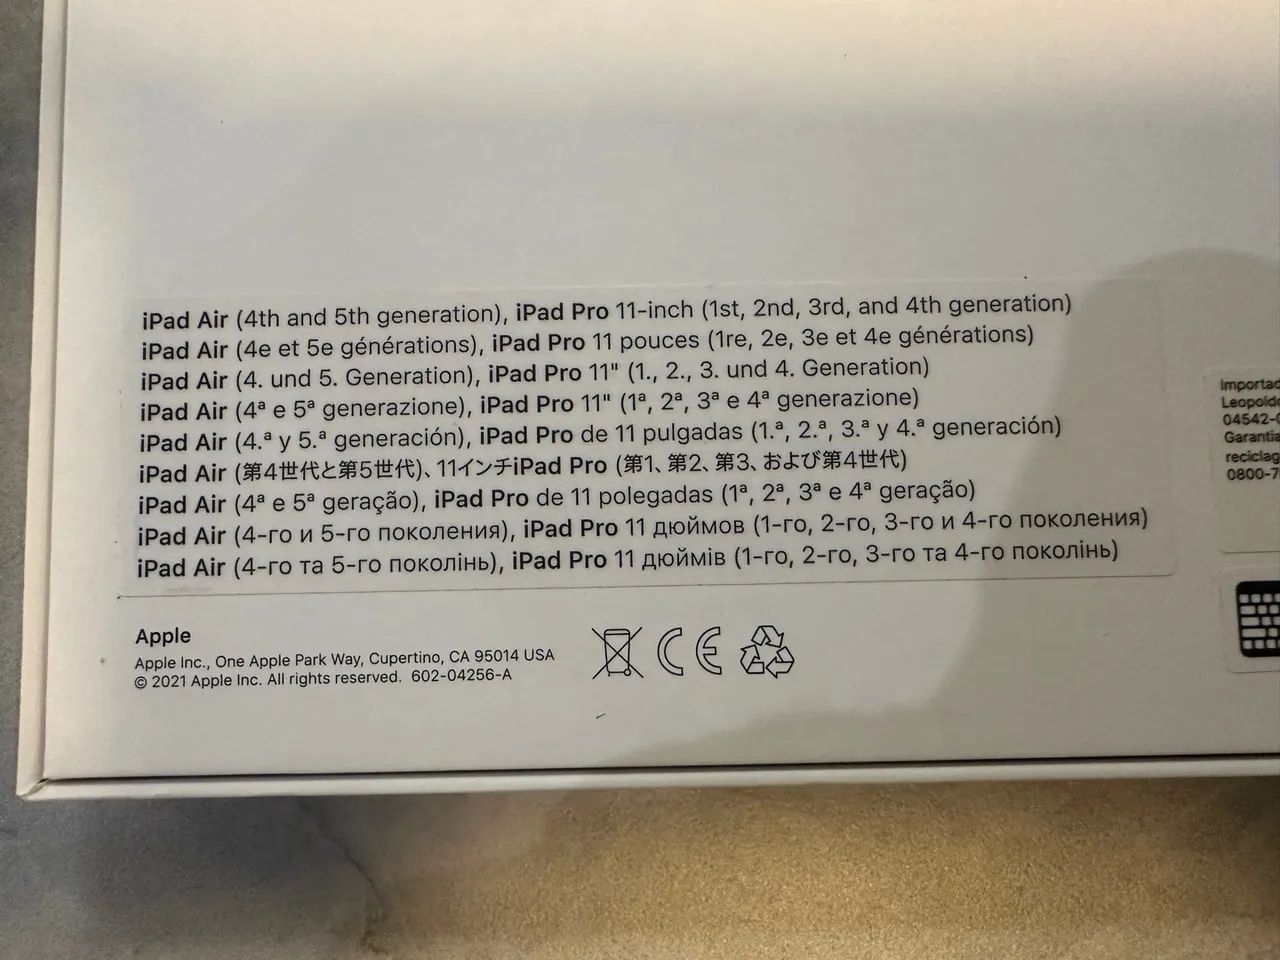 iPad Air (4th and 5th generation), iPad Pro 11-inch (1st, 2nd, 3rd, and 4th generation)
iPad Air (4e et 5e générations), iPad Pro 11 pouces (1re, 2e, 3e et 4e générations)
iPad Air (4. und 5. Generation), iPad Pro 11" (1., 2., 3. und 4. Generation)
iPad Air (4ª e 5ª generazione), iPad Pro 11" (1ª, 2ª, 3ª e 4ª generazione)
iPad Air (4.ª y 5.ª generación), iPad Pro de 11 pulgadas (1.ª, 2.ª, 3.ª y 4.ª generación)
iPad Air (第4世代と第5世代)、11インチiPad Pro (第1、第2、第3、および第4世代)
iPad Air (4ª e 5ª geração), iPad Pro de 11 polegadas (1ª, 2ª, 3ª e 4ª geração)
iPad Air (4-го и 5-го поколения), iPad Pro 11 дюймов (1-го, 2-го, 3-го и 4-го поколения)
iPad Air (4-го та 5-го поколінь), iPad Pro 11 дюймів (1-го, 2-го, 3-го та 4-го поколінь)
Apple
Apple Inc., One Apple Park Way, Cupertino, CA 95014 USA
© 2021 Apple Inc. All rights reserved. 602-04256-A
CE
Importad
Leopoldo
04542-
Garantia
reciclag
0800-7